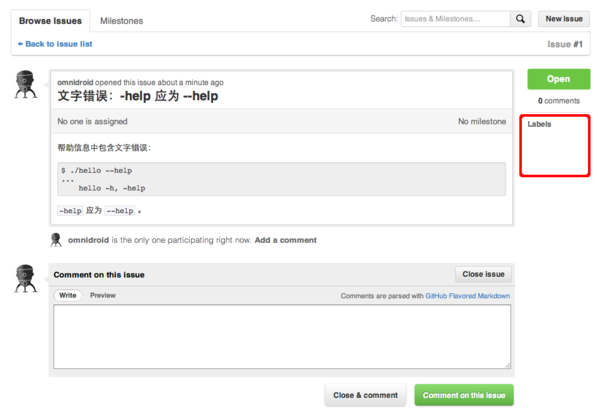 Browse Issues
Milestones
Search:
Issues & Milestones...
New Issue
Back to issue list
Issue #1
omnidroid opened this issue about a minute ago
文字错误：-help 应为 --help
No one is assigned
No milestone
帮助信息中包含文字错误：
$ ./hello --help
...
hello -h, -help
-help 应为 --help 。
Open
0 comments
Labels
omnidroid is the only one participating right now. Add a comment
Comment on this issue
Close issue
Write
Preview
Comments are parsed with GitHub Flavored Markdown
Close & comment
Comment on this issue